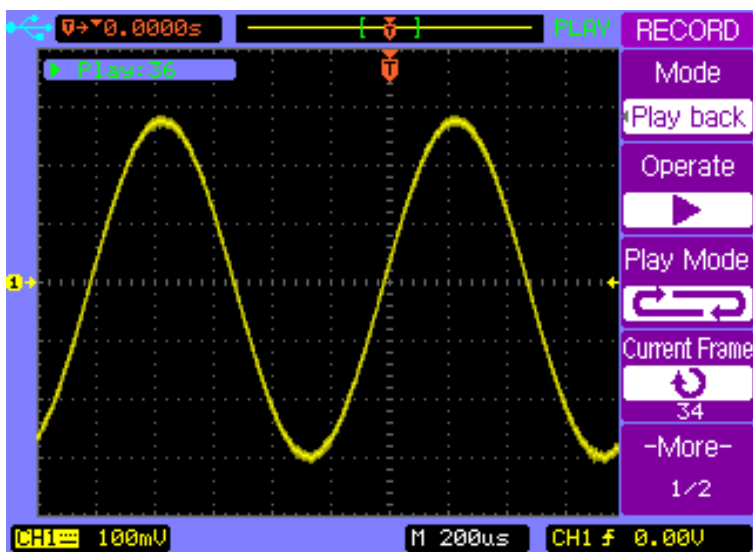 0.0000s PLAY RECORD
Play:36
T
Mode
Play back
Operate
Play Mode
1
Current Frame
34
-More-
1/2
CH1 100mV M 200us CH1 0.00V